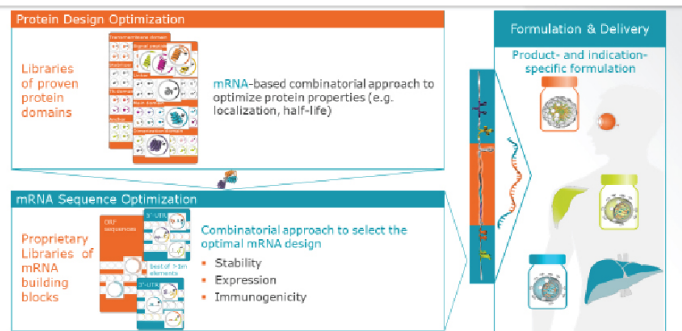 Protein Design Optimization
Libraries
of proven
protein
domains
mRNA-based combinatorial approach to
optimize protein properties (e.g.
localization, half-life)
mRNA Sequence Optimization
Proprietary
Libraries of
mRNA
building
blocks
ORF
sequences
5'-UTR
3'-UTR
Combinatorial approach to select the
optimal mRNA design
• Stability
• Expression
• Immunogenicity
Formulation & Delivery
Product- and indication-
specific formulation